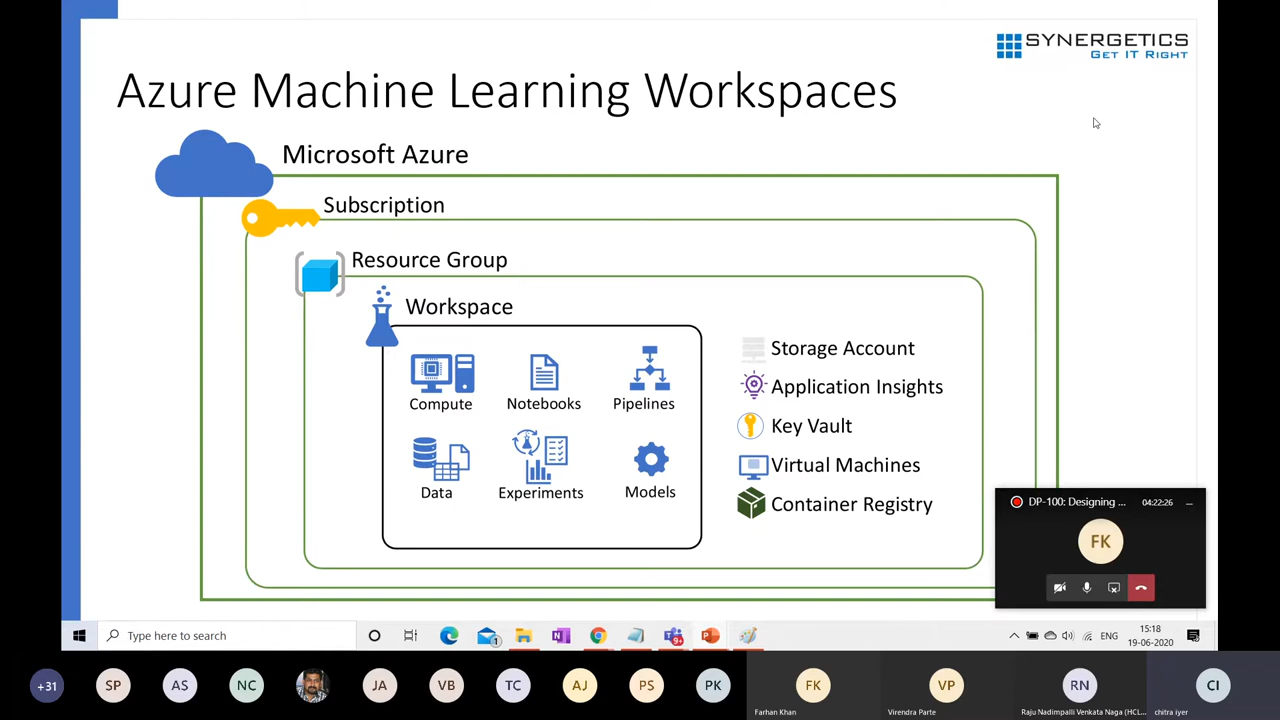 SYNERGETICS
GET IT RIGHT
Azure Machine Learning Workspaces
Microsoft Azure
Subscription
Resource Group
Workspace
Compute
Notebooks
Pipelines
Data
Experiments
Models
Storage Account
Application Insights
Key Vault
Virtual Machines
Container Registry
DP-100: Designing ...
04:22:26
FK
Type here to search
1
9+
ENG
15:18
19-06-2020
+31
SP
AS
NC
JA
VB
TC
AJ
PS
PK
FK
Farhan Khan
VP
Virendra Parte
RN
Raju Nadimpalli Venkata Naga (HCL...
CI
chitra iyer